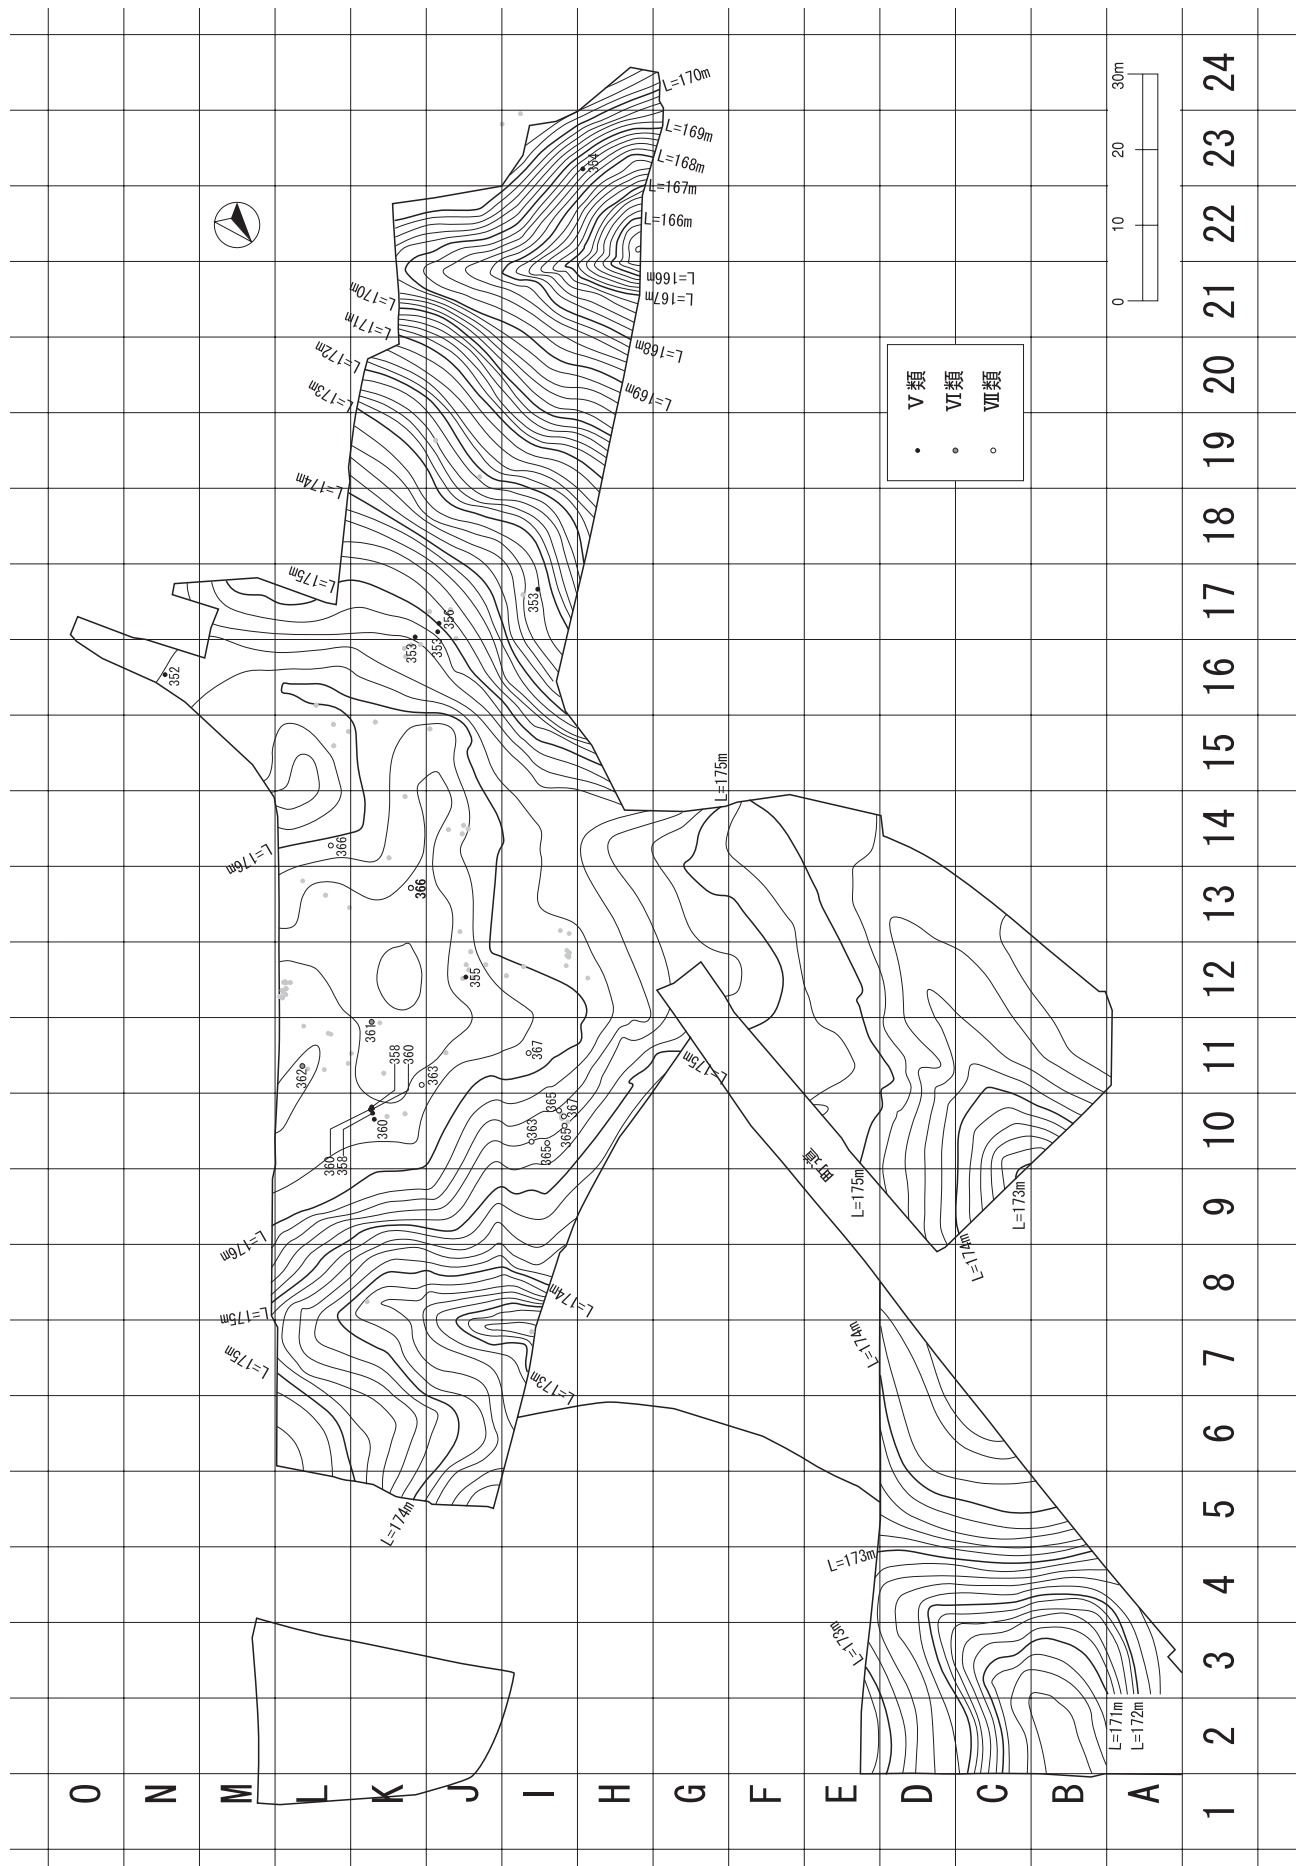 L=170m
24
30m
L=169m
23
L=168m
364
20
L=167m
L=166m
22
10
L=166m
L=167m
L=170m
21
0
L=171m
L=168m
L=172m
L=169m
L=173m
20
Ⅴ類
Ⅵ類
Ⅶ類
19
L=174m
18
L=175m
353
17
356
353
353
352
16
L=175m
15
L=176m
366
14
366
13
355
12
361
358
360
367
362
363
L=175m
11
365
367
360
363
365
365
360
358
10
町道
L=175m
L=173m
9
L=176m
L=174m
L=174m
8
L=175m
L=175m
L=174m
7
L=173m
6
L=174m
5
L=173m
4
L=173m
3
L=171m
L=172m
2
O
N
M
L
K
J
I
H
G
F
E
D
C
B
A
1